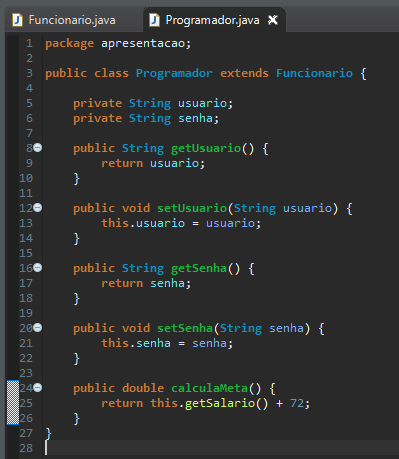 Funcionario.java Programador.java
1 package apresentacao;
2
3 public class Programador extends Funcionario {
4
5 private String usuario;
6 private String senha;
7
8 public String getUsuario() {
9 return usuario;
10 }
11
12 public void setUsuario(String usuario) {
13 this.usuario = usuario;
14 }
15
16 public String getSenha() {
17 return senha;
18 }
19
20 public void setSenha(String senha) {
21 this.senha = senha;
22 }
23
24 public double calculaMeta() {
25 return this.getSalario() + 72;
26 }
27 }
28